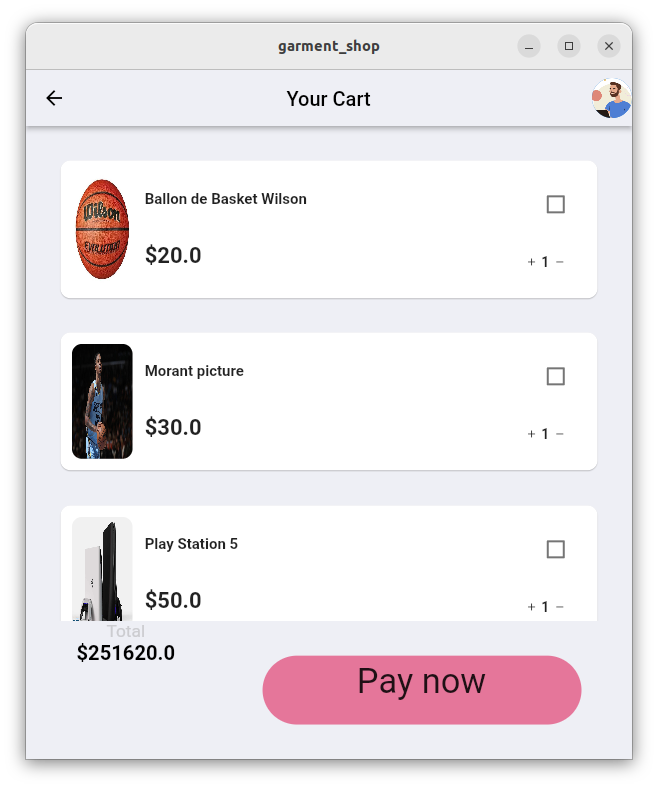 garment_shop
Your Cart
Ballon de Basket Wilson
Wilson
$20.0
+ 1 −
Morant picture
$30.0
+ 1 −
Play Station 5
$50.0
+ 1 −
Total
$251620.0
Pay now